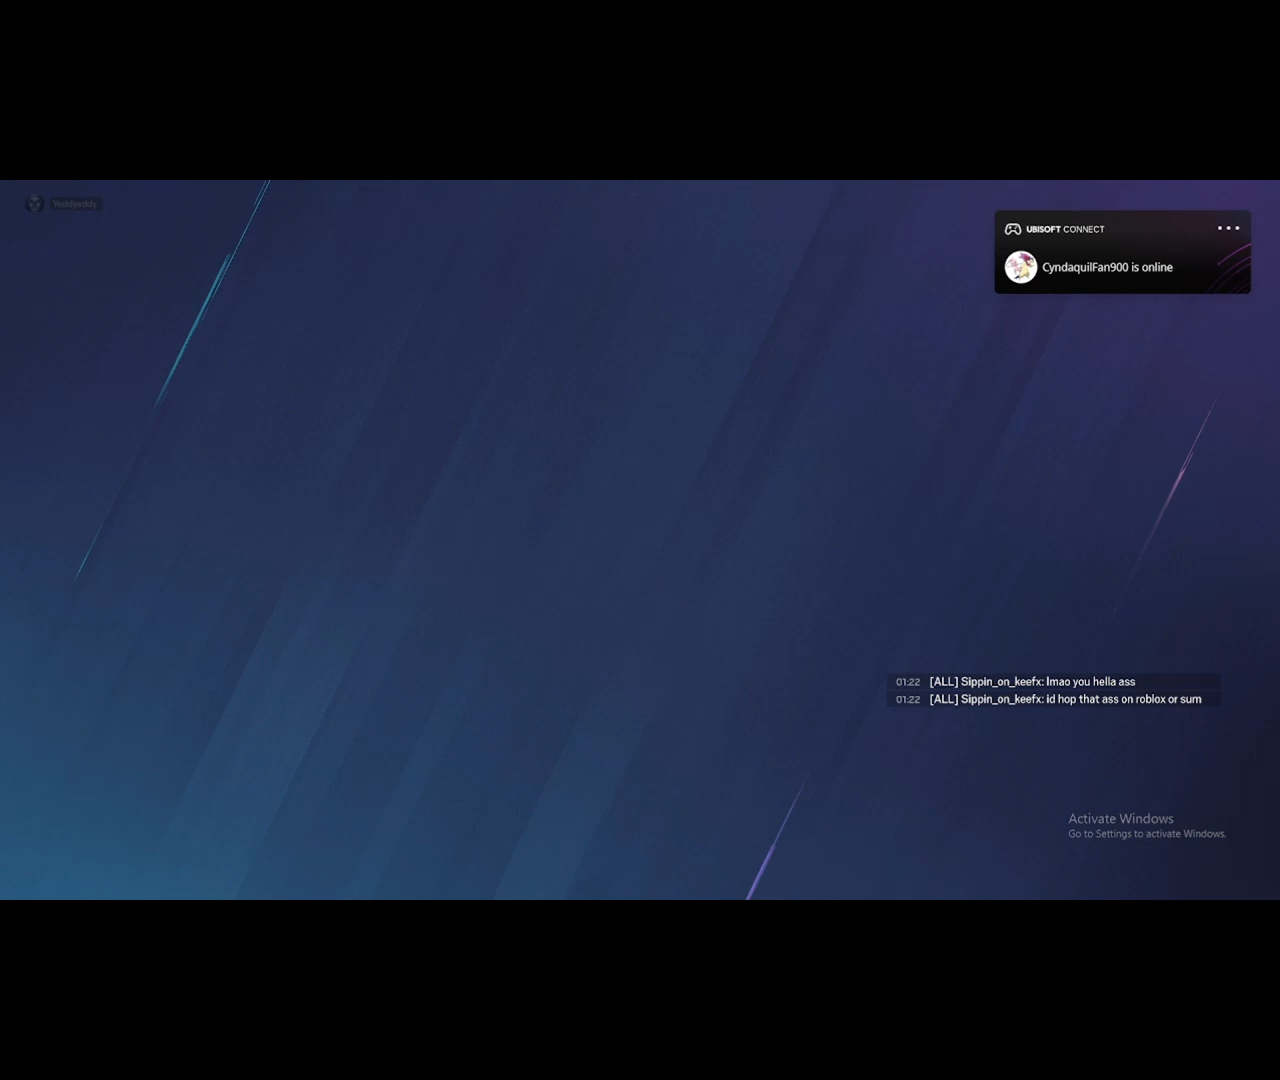 Yeddyeddy
UBISOFT CONNECT
CyndaquilFan900 is online
01:22 [ALL] Sippin_on_keefx: lmao you hella ass
01:22 [ALL] Sippin_on_keefx: id hop that ass on roblox or sum
Activate Windows
Go to Settings to activate Windows.